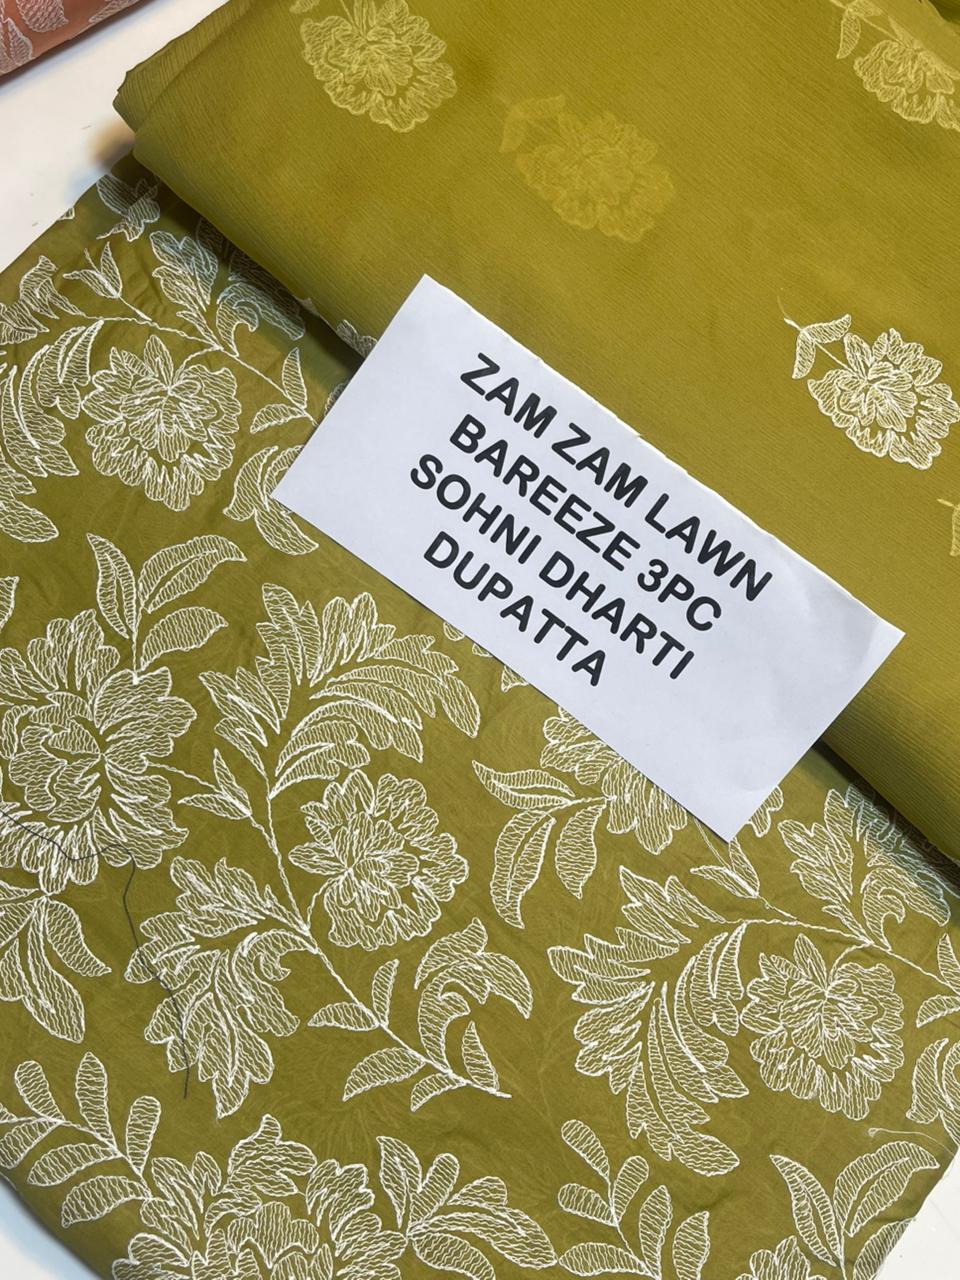 ZAM ZAM LAWN
BAREEZE 3PC
SOHNI DHARTI
DUPATTA